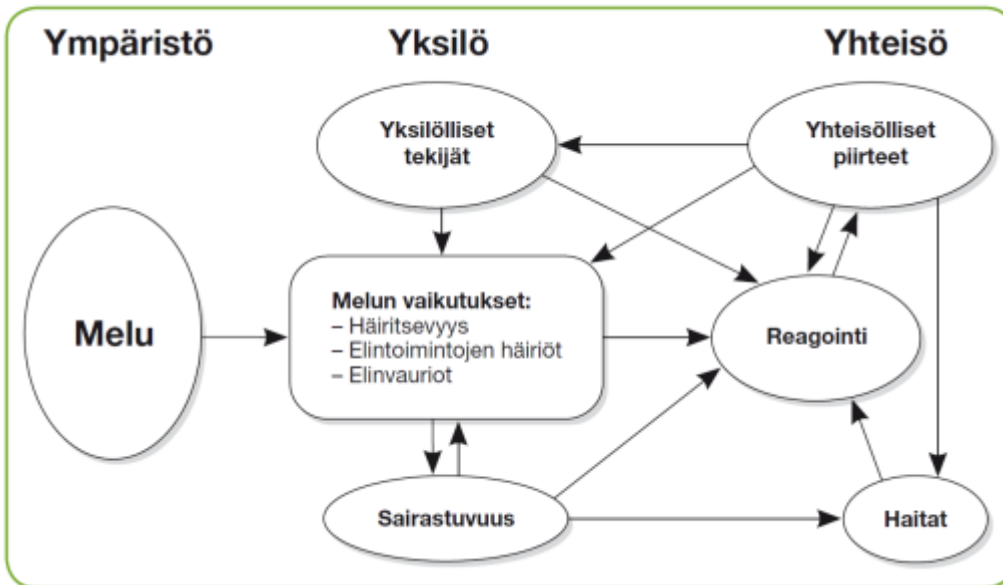 Ympäristö
Yksilö
Yhteisö
Yksilölliset
tekijät
Yhteisölliset
piirteet
Melu
Melun vaikutukset:
– Häiritsevyys
– Elintoimintojen häiriöt
– Elinvauriot
Reagointi
Sairastuvuus
Haitat